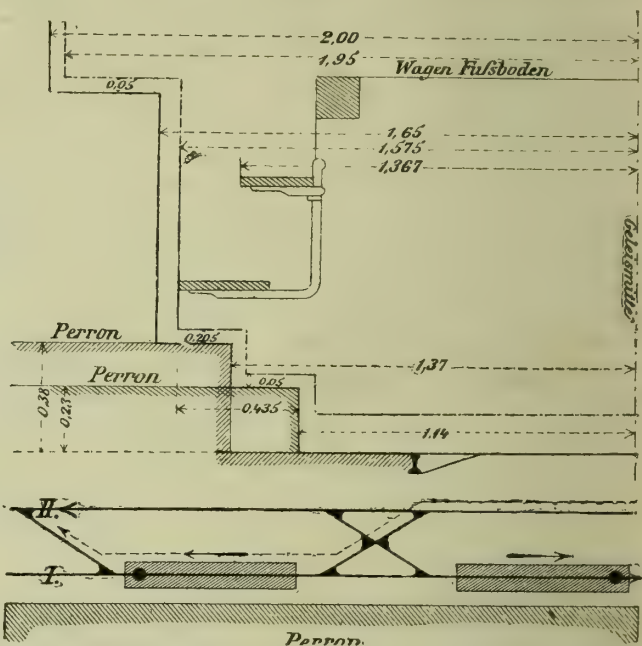 2,00
1,95
Wagen Fußboden
0,05
1,65
1,575
1,367
Geleismitte
Perron
0,205
Perron
1,37
0,05
0,38
0,23
0,435
1,14
II.
I.
Perron